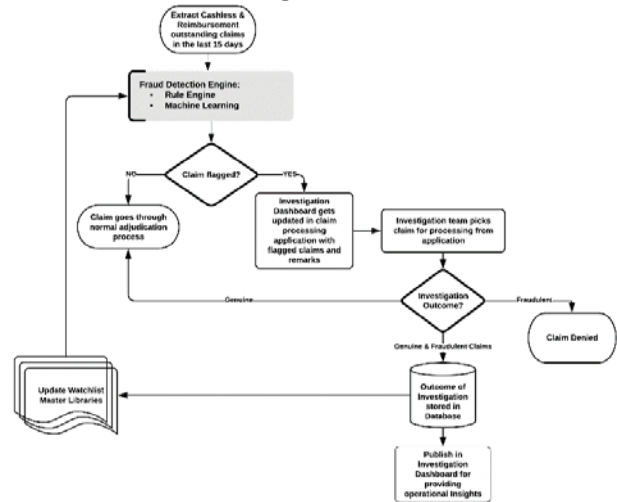 Extract Cashless &
Reimbursement
outstanding claims
in the last 15 days
Fraud Detection Engine:
• Rule Engine
• Machine Learning
Claim flagged?
NO
YES
Claim goes through
normal adjudication
process
Investigation
Dashboard gets
updated in claim
processing
application with
flagged claims and
remarks
Investigation team picks
claim for processing from
application
Investigation
Outcome?
Genuine
Fraudulent
Claim Denied
Genuine & Fraudulent Claims
Update Watchlist
Master Libraries
Outcome of
Investigation
stored in
Database
Publish in
Investigation
Dashboard for
providing
operational Insights